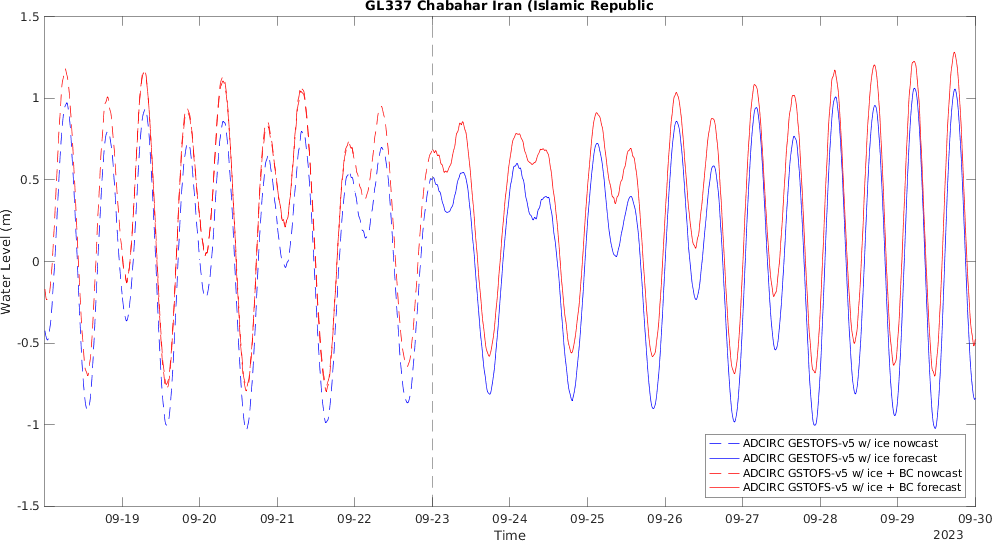 GL337 Chabahar Iran (Islamic Republic
1.5
1
0.5
0
-0.5
-1
-1.5
Water Level (m)
09-19 09-20 09-21 09-22 09-23 09-24 09-25 09-26 09-27 09-28 09-29 09-30
Time
2023
ADCIRC GESTOFS-v5 w/ ice nowcast
ADCIRC GESTOFS-v5 w/ ice forecast
ADCIRC GSTOFS-v5 w/ ice + BC nowcast
ADCIRC GSTOFS-v5 w/ ice + BC forecast